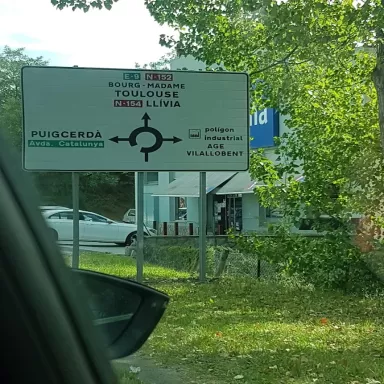 E-9 N-152
BOURG-MADAME
TOULOUSE
N-154 LLÍVIA
PUIGCERDÀ
Avda. Catalunya
polígon
industrial
AGE
VILALLOBENT